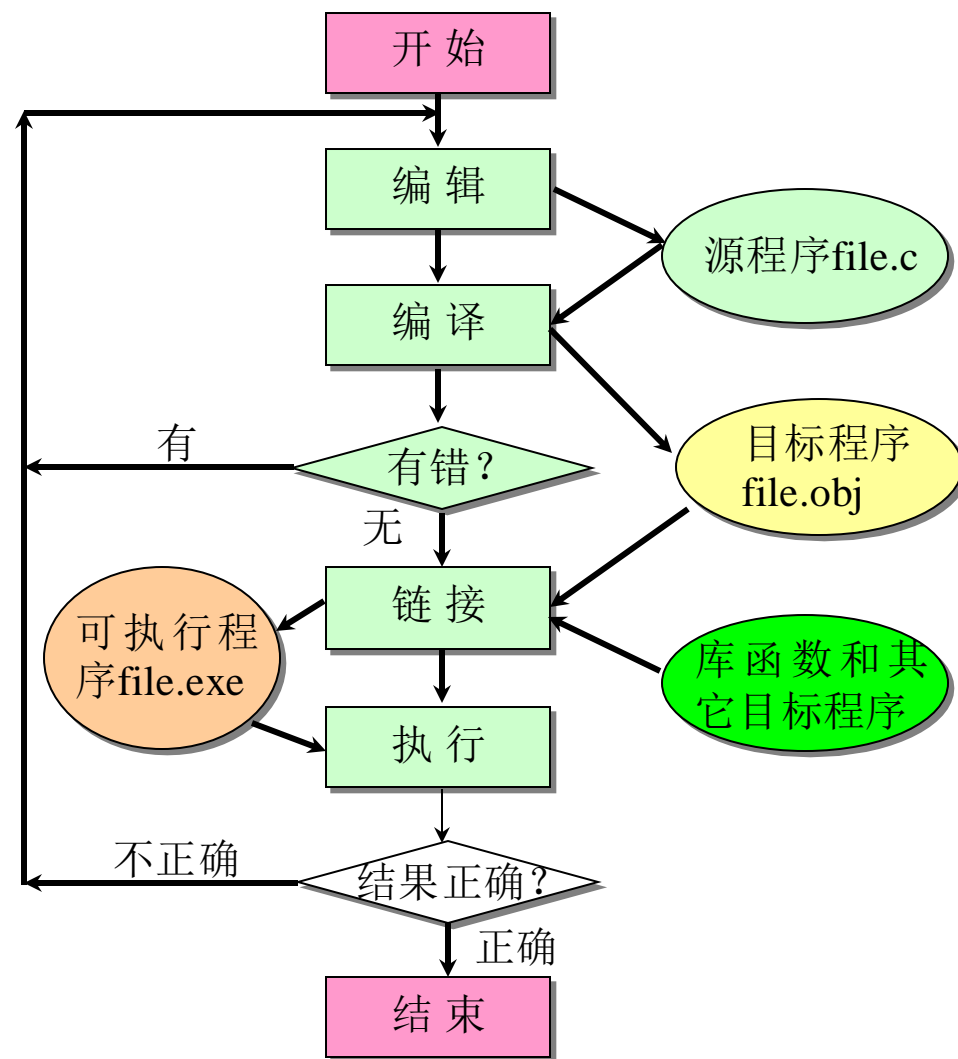 开 始
编 辑
源程序file.c
编 译
有
有错？
目标程序
file.obj
无
链 接
可执行程
序file.exe
库函数和其
它目标程序
执 行
不正确
结果正确？
正确
结 束